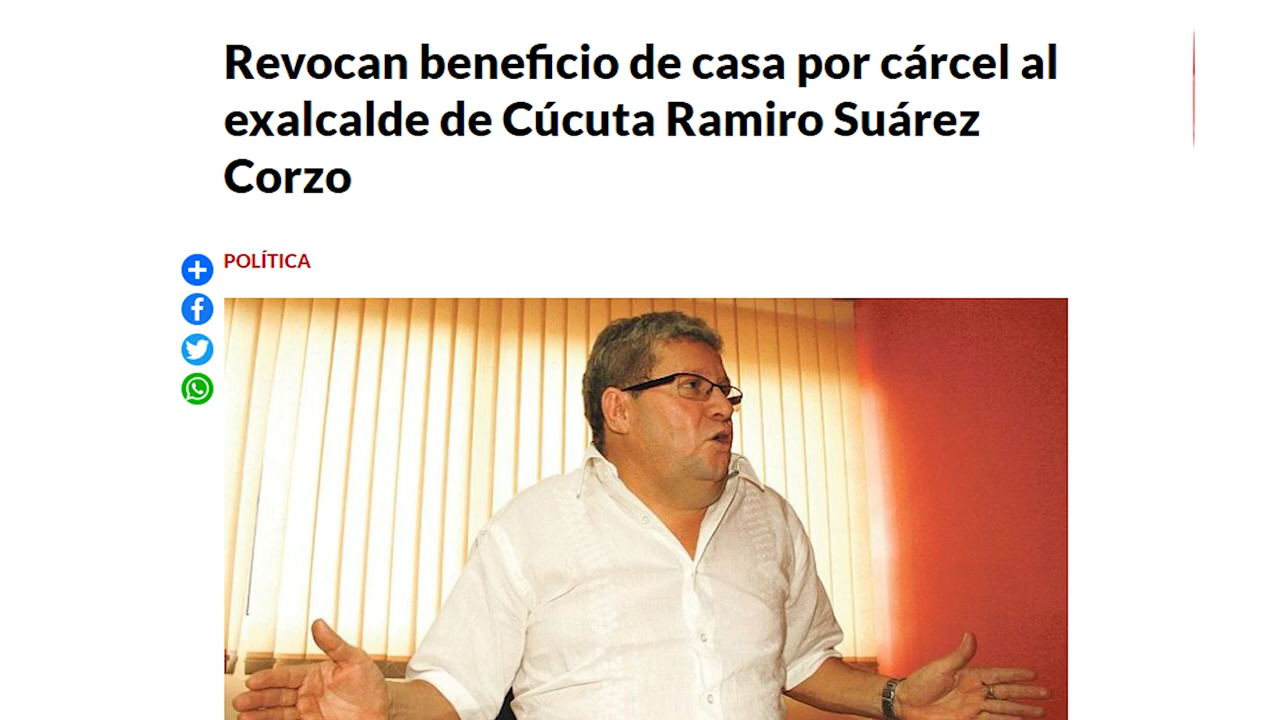 Revocan beneficio de casa por cárcel al
exalcalde de Cúcuta Ramiro Suárez
Corzo
POLÍTICA